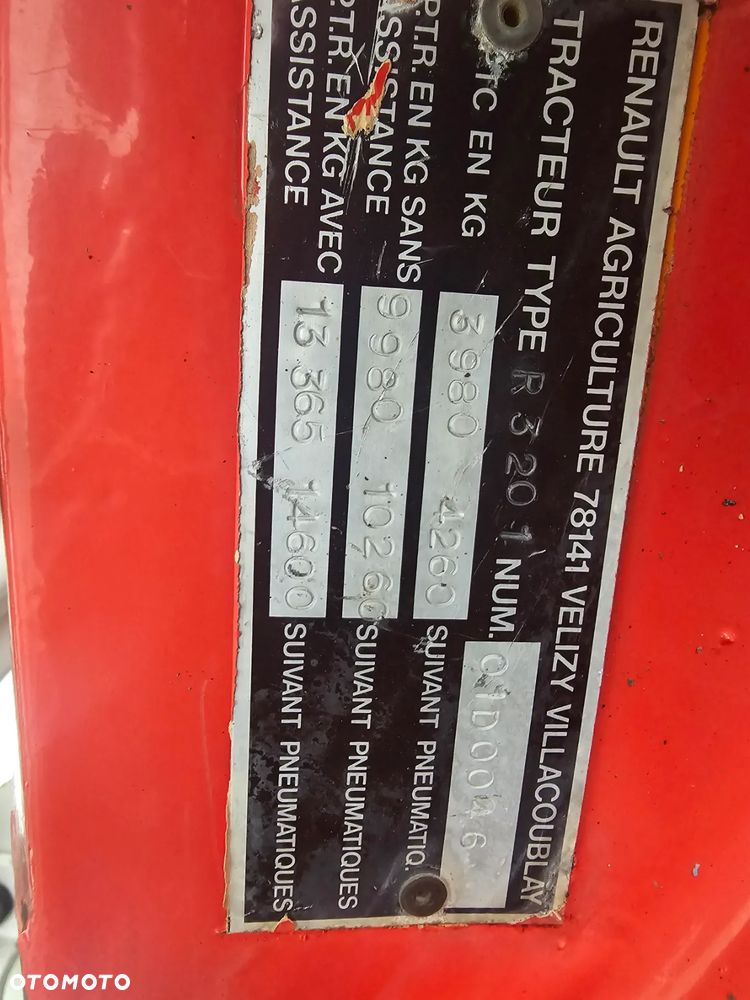 RENAULT AGRICULTURE 78141 VELIZY VILLACOUBLAY
TRACTEUR TYPE R 3201 NUM.
TC EN KG 3980 4260 SUIVANT PNEUMATIQ.
P.T.R. EN KG SANS
ASSISTANCE 9980 10260 SUIVANT PNEUMATIQUES
P.T.R. EN KG AVEC
ASSISTANCE 13 365 14600 SUIVANT PNEUMATIQUES
OTOMOTO